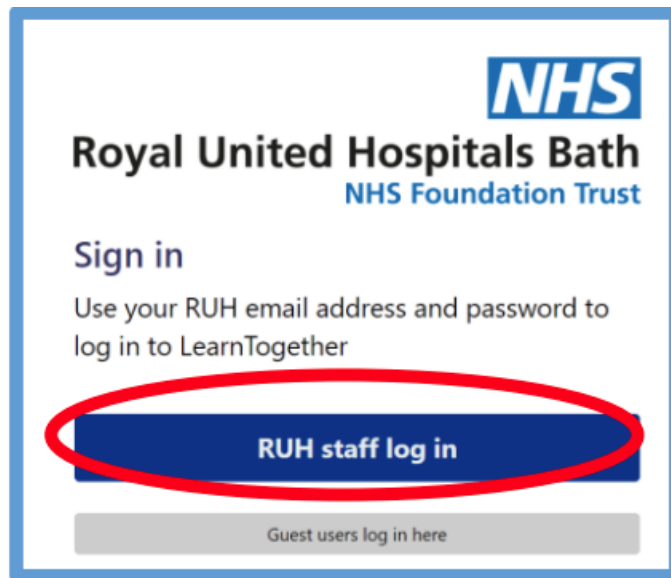 NHS
Royal United Hospitals Bath
NHS Foundation Trust
Sign in
Use your RUH email address and password to
log in to LearnTogether
RUH staff log in
Guest users log in here